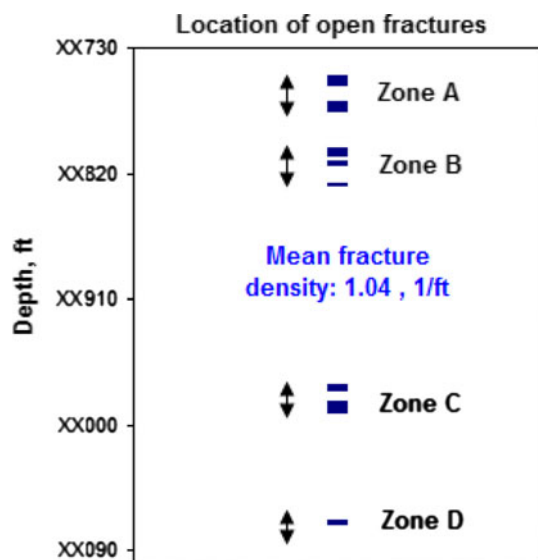 Location of open fractures
XX730
Zone A
Zone B
XX820
Mean fracture
density: 1.04 , 1/ft
XX910
Depth, ft
Zone C
XX000
Zone D
XX090